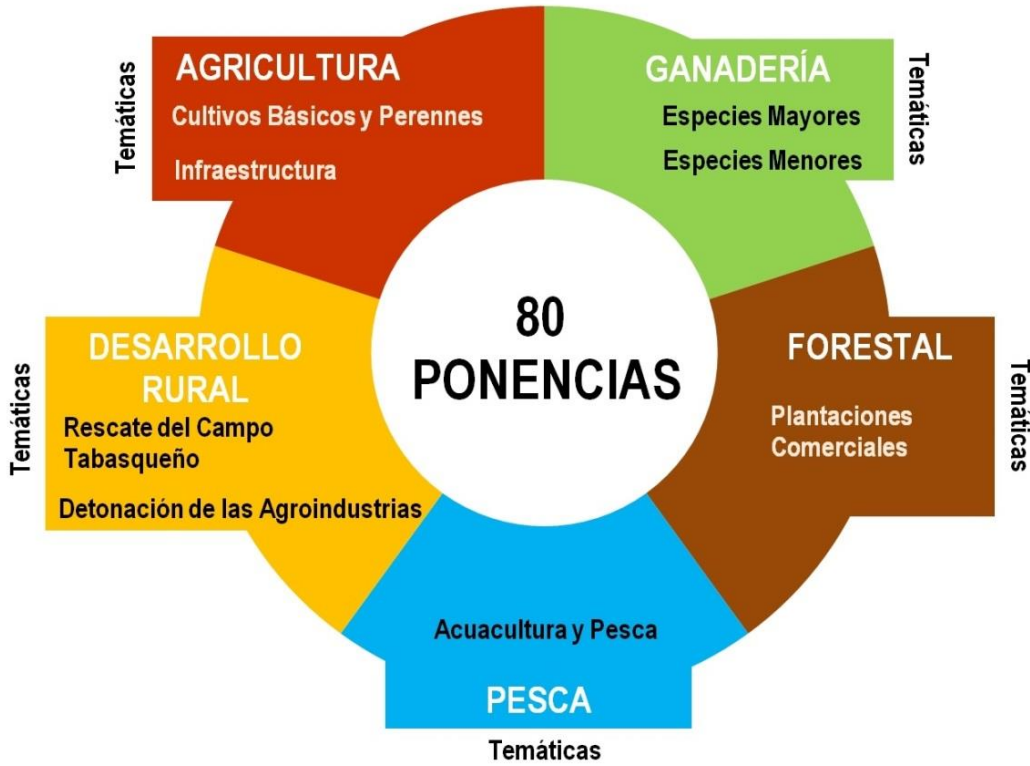 Temáticas
AGRICULTURA
Cultivos Básicos y Perennes
Infraestructura
GANADERÍA
Especies Mayores
Especies Menores
Temáticas
80
PONENCIAS
Temáticas
DESARROLLO
RURAL
Rescate del Campo
Tabasqueño
Detonación de las Agroindustrias
FORESTAL
Plantaciones
Comerciales
Temáticas
Acuacultura y Pesca
PESCA
Temáticas